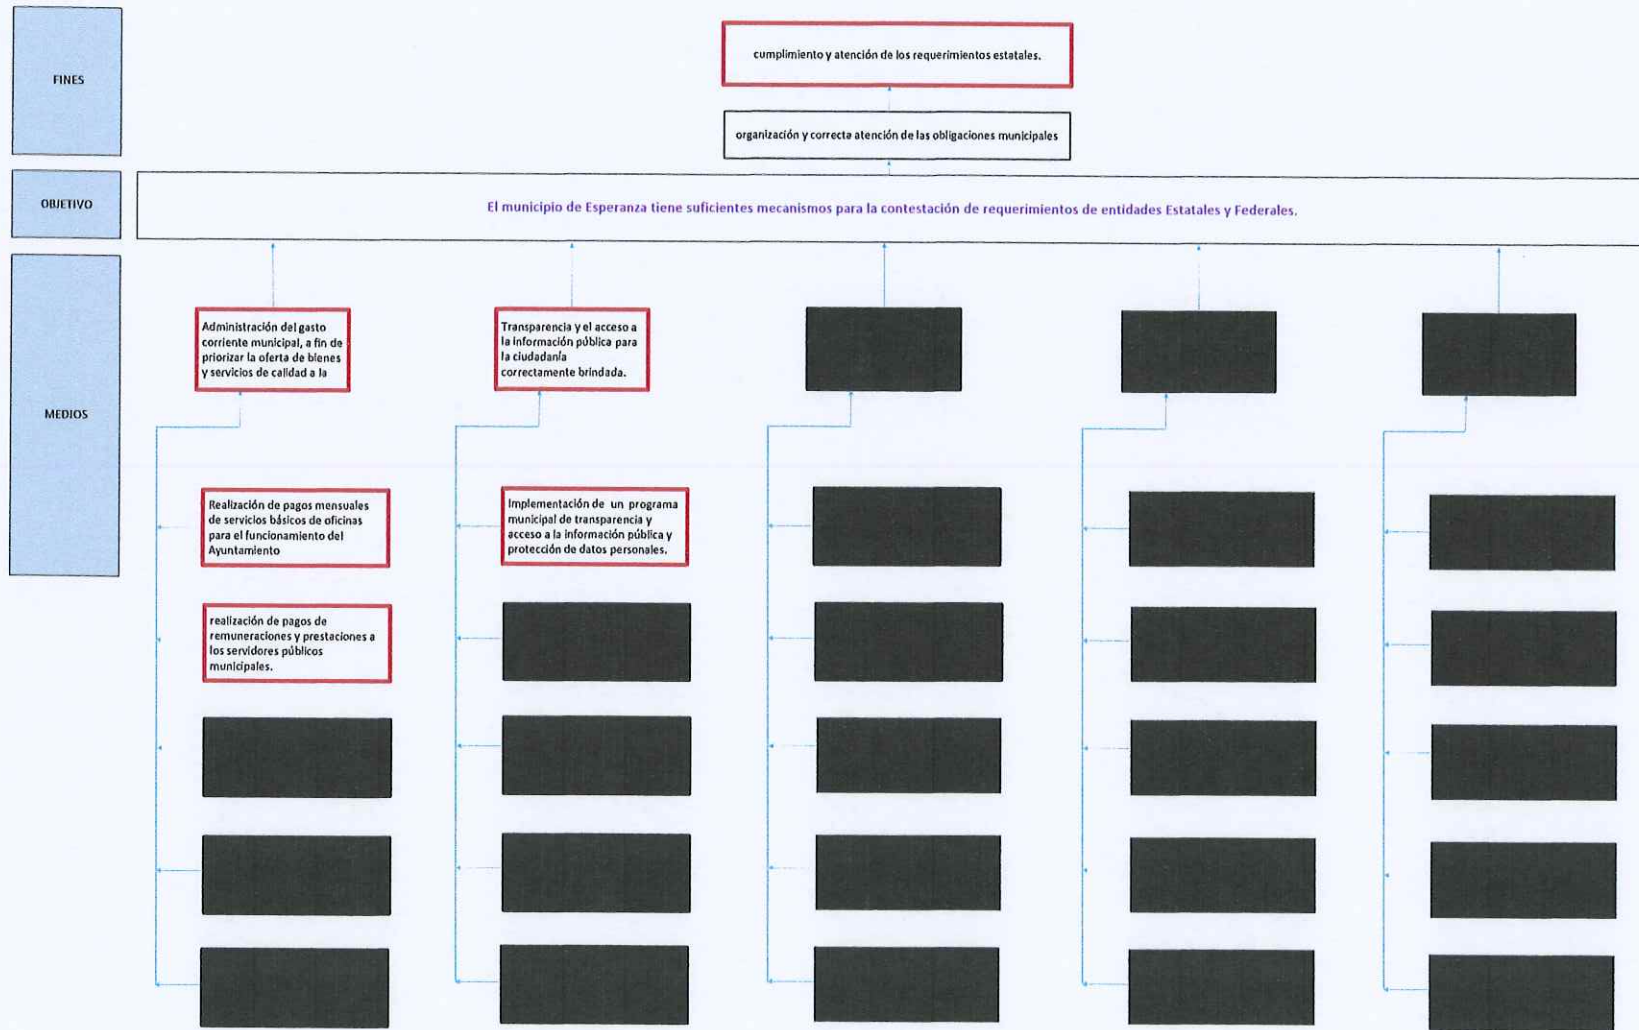 FINES
cumplimiento y atención de los requerimientos estatales.
organización y correcta atención de las obligaciones municipales
OBJETIVO
El municipio de Esperanza tiene suficientes mecanismos para la contestación de requerimientos de entidades Estatales y Federales.
MEDIOS
Administración del gasto
corriente municipal, a fin de
priorizar la oferta de bienes
y servicios de calidad a la
Transparencia y el acceso a
la información pública para
la ciudadanía
correctamente brindada.
Realización de pagos mensuales
de servicios básicos de oficinas
para el funcionamiento del
Ayuntamiento
Implementación de un programa
municipal de transparencia y
acceso a la información pública y
protección de datos personales.
realización de pagos de
remuneraciones y prestaciones a
los servidores públicos
municipales.